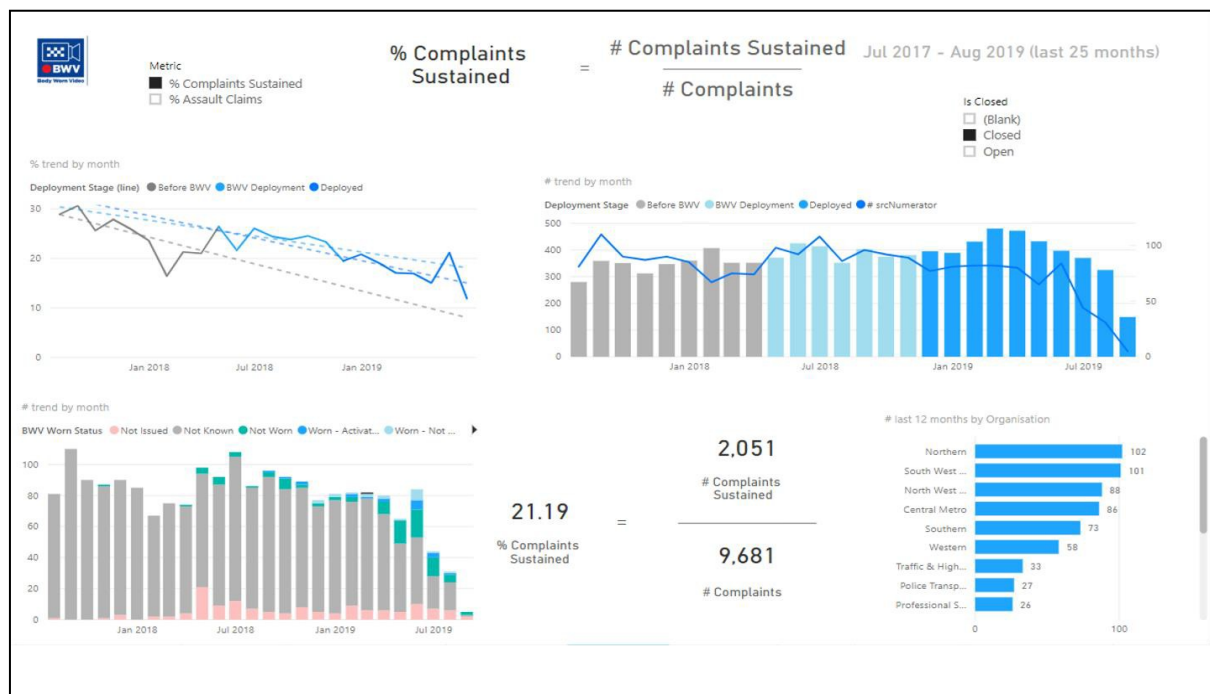 BWV
Body Worn Video
Metric
% Complaints Sustained
% Assault Claims
% Complaints
Sustained
=
# Complaints Sustained
# Complaints
Jul 2017 - Aug 2019 (last 25 months)
Is Closed
(Blank)
Closed
Open
% trend by month
Deployment Stage (line) Before BWV BWV Deployment Deployed
30
20
10
0
Jan 2018 Jul 2018 Jan 2019
# trend by month
Deployment Stage Before BWV BWV Deployment Deployed # srcNumerator
500
400
300
200
100
0
100
50
0
Jan 2018 Jul 2018 Jan 2019 Jul 2019
# trend by month
BWV Worn Status Not Issued Not Known Not Worn Worn - Activat... Worn - Not ...
100
80
60
40
20
0
Jan 2018 Jul 2018 Jan 2019 Jul 2019
21.19
% Complaints
Sustained
=
2,051
# Complaints
Sustained
9,681
# Complaints
# last 12 months by Organisation
Northern 102
South West ... 101
North West ... 88
Central Metro 86
Southern 73
Western 58
Traffic & High... 33
Police Transp... 27
Professional S... 26
0 100